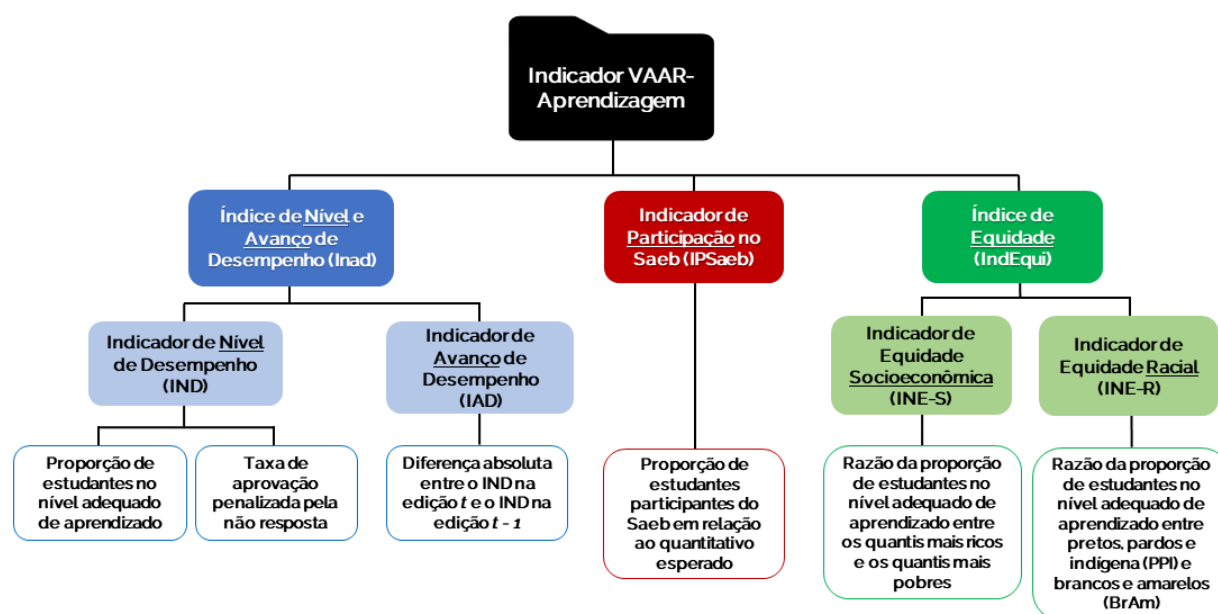 Indicador VAAR-
Aprendizagem
Índice de Nível e
Avanço de
Desempenho (Inad)
Indicador de
Participação no
Saeb (IPSaeb)
Índice de
Equidade
(IndEqui)
Indicador de Nível
de Desempenho
(IND)
Indicador de
Avanço de
Desempenho
(IAD)
Indicador de
Equidade
Socioeconômica
(INE-S)
Indicador de
Equidade Racial
(INE-R)
Proporção de
estudantes no
nível adequado
de aprendizado
Taxa de
aprovação
penalizada pela
não resposta
Diferença absoluta
entre o IND na
edição t e o IND na
edição t - 1
Proporção de
estudantes
participantes do
Saeb em relação
ao quantitativo
esperado
Razão da proporção
de estudantes no
nível adequado de
aprendizado entre
os quantis mais ricos
e os quantis mais
pobres
Razão da proporção
de estudantes no
nível adequado de
aprendizado entre
pretos, pardos e
indígena (PPI) e
brancos e amarelos
(BrAm)